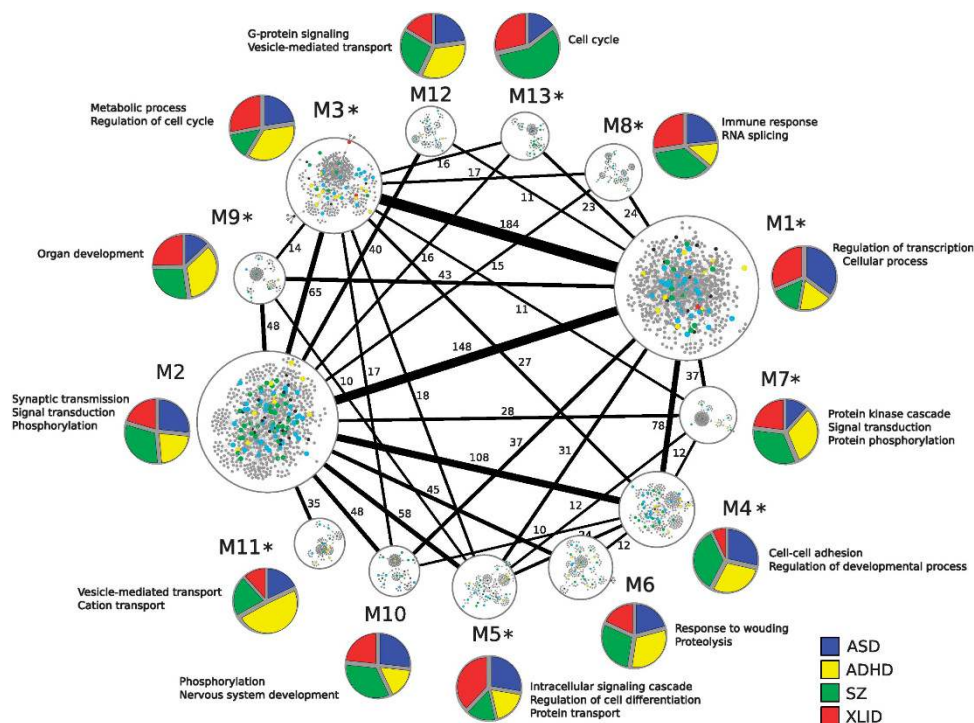 G-protein signaling
Vesicle-mediated transport
Cell cycle
Metabolic process
Regulation of cell cycle
M3*
M12
M13*
M8*
Immune response
RNA splicing
16
17
11
23
24
M9*
M1*
184
Organ development
14
40
16
15
43
Regulation of transcription
Cellular process
65
11
48
148
27
M2
37
M7*
Synaptic transmission
Signal transduction
Phosphorylation
10
17
18
28
78
Protein kinase cascade
Signal transduction
Protein phosphorylation
108
37
31
12
M4*
35
48
58
45
12
10
24
12
Cell-cell adhesion
Regulation of developmental process
M11*
Vesicle-mediated transport
Cation transport
M10
M5*
M6
Response to wouding
Proteolysis
Phosphorylation
Nervous system development
Intracellular signaling cascade
Regulation of cell differentiation
Protein transport
ASD
ADHD
SZ
XLID